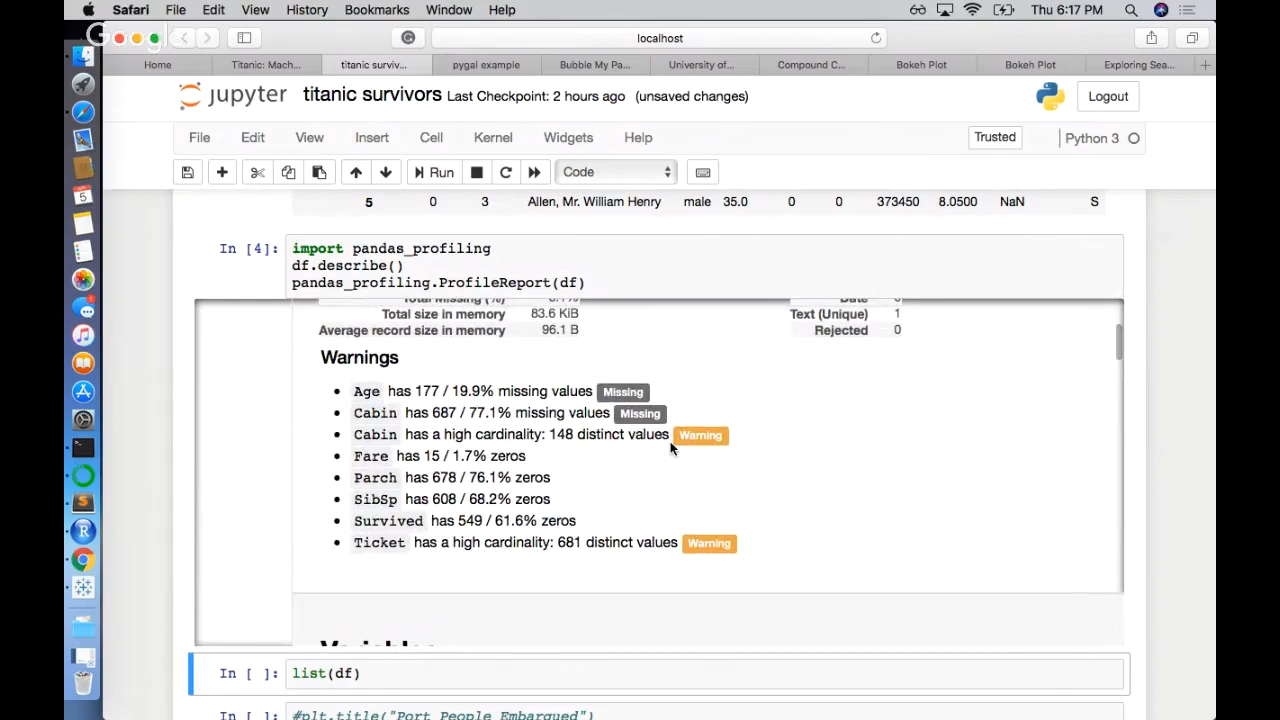 Safari File Edit View History Bookmarks Window Help Thu 6:17 PM
Googl
localhost
Home Titanic: Mach... titanic surviv... pygal example Bubble My Pa... University of... Compound C... Bokeh Plot Bokeh Plot Exploring Sea... +
jupyter titanic survivors Last Checkpoint: 2 hours ago (unsaved changes) Logout
File Edit View Insert Cell Kernel Widgets Help Trusted Python 3
Run Code
5 0 3 Allen, Mr. William Henry male 35.0 0 0 373450 8.0500 NaN S
In [4]: import pandas_profiling
df.describe()
pandas_profiling.ProfileReport(df)
Total Missing (%) Date
Total size in memory 83.6 KiB Text (Unique) 1
Average record size in memory 96.1 B Rejected 0
Warnings
• Age has 177 / 19.9% missing values Missing
• Cabin has 687 / 77.1% missing values Missing
• Cabin has a high cardinality: 148 distinct values Warning
• Fare has 15 / 1.7% zeros
• Parch has 678 / 76.1% zeros
• SibSp has 608 / 68.2% zeros
• Survived has 549 / 61.6% zeros
• Ticket has a high cardinality: 681 distinct values Warning
Variables
In [ ]: list(df)
In [ ]: #plt.title("Port People Embarqued")